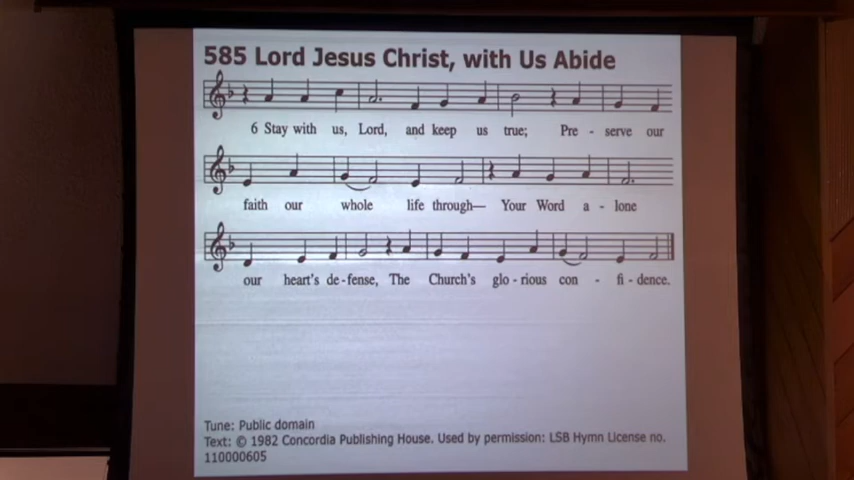 585 Lord Jesus Christ, with Us Abide
6 Stay with us, Lord, and keep us true; Pre - serve our
faith our whole life through— Your Word a - lone
our heart's de - fense, The Church's glo - rious con - fi - dence.
Tune: Public domain
Text: © 1982 Concordia Publishing House. Used by permission: LSB Hymn License no.
110000605